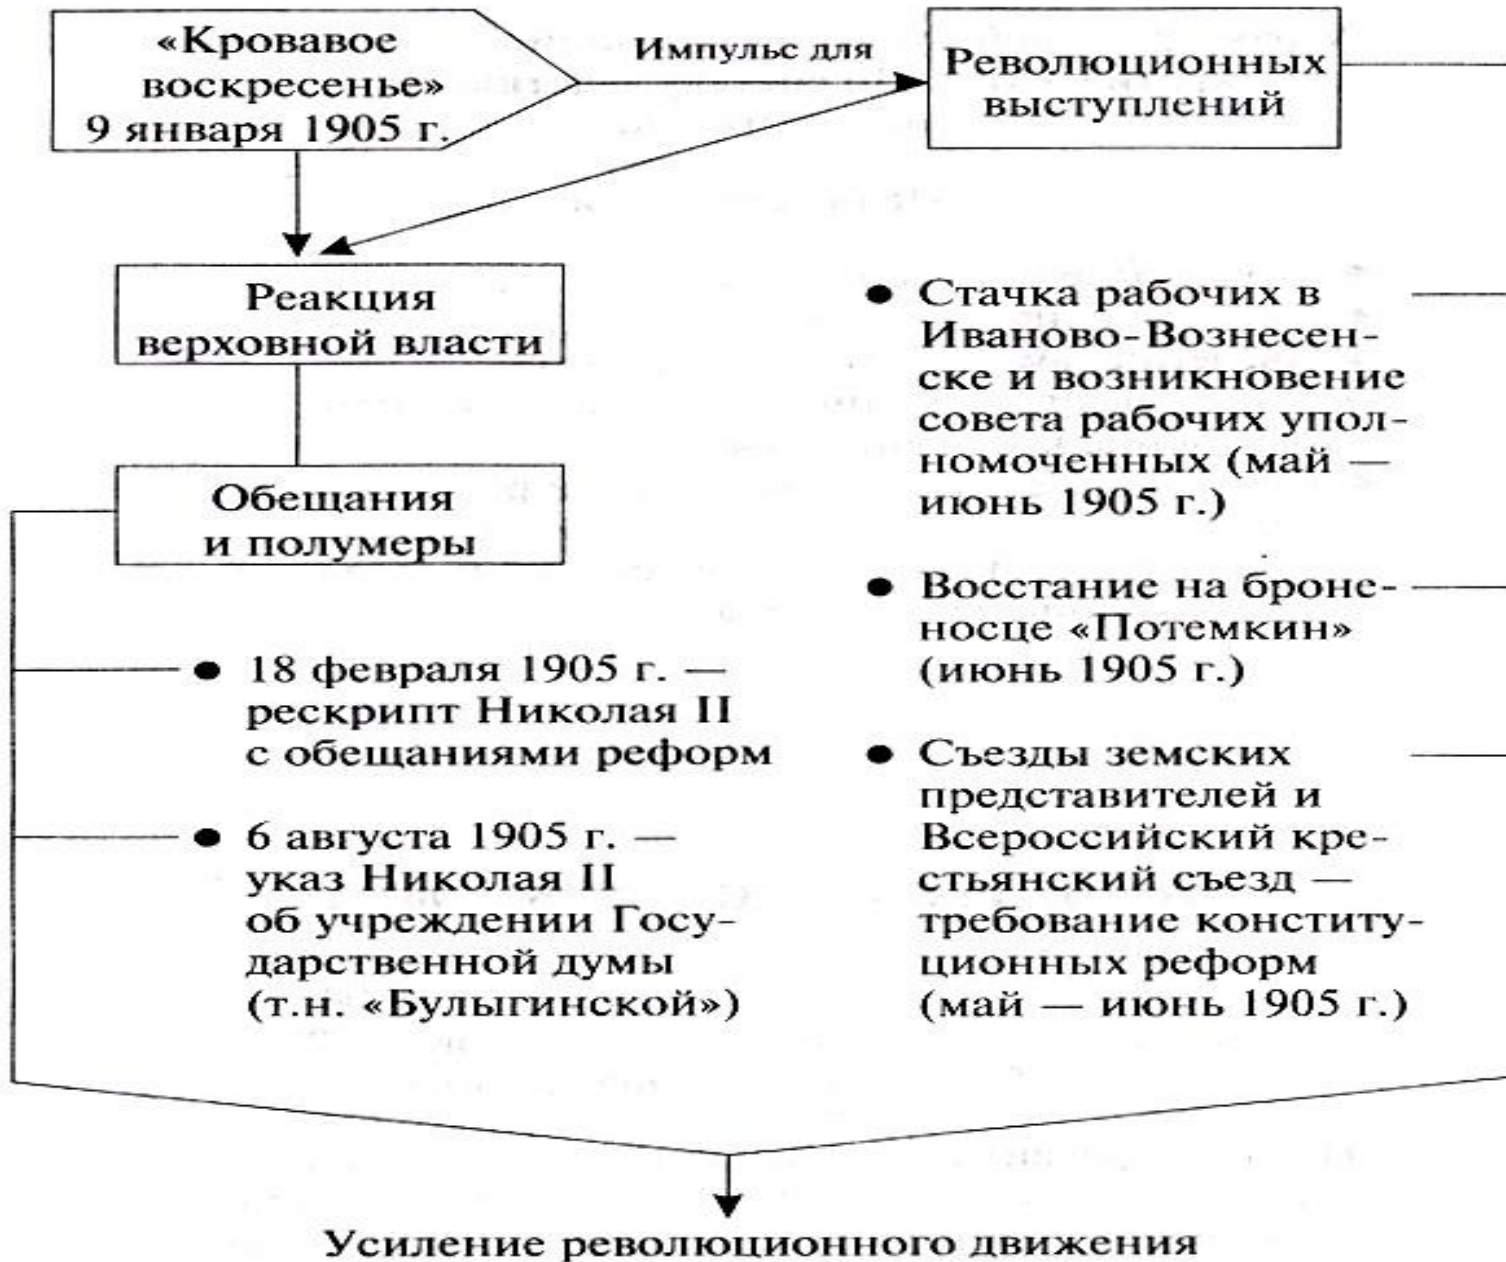 «Кровавое
воскресенье»
9 января 1905 г.
Импульс для
Революционных
выступлений
Реакция
верховной власти
Обещания
и полумеры
● 18 февраля 1905 г. —
рескрипт Николая II
с обещаниями реформ
● 6 августа 1905 г. —
указ Николая II
об учреждении Госу-
дарственной думы
(т.н. «Булыгинской»)
● Стачка рабочих в
Иваново-Вознесен-
ске и возникновение
совета рабочих упол-
номоченных (май —
июнь 1905 г.)
● Восстание на броне-
носце «Потемкин»
(июнь 1905 г.)
● Съезды земских
представителей и
Всероссийский кре-
стьянский съезд —
требование конститу-
ционных реформ
(май — июнь 1905 г.)
Усиление революционного движения